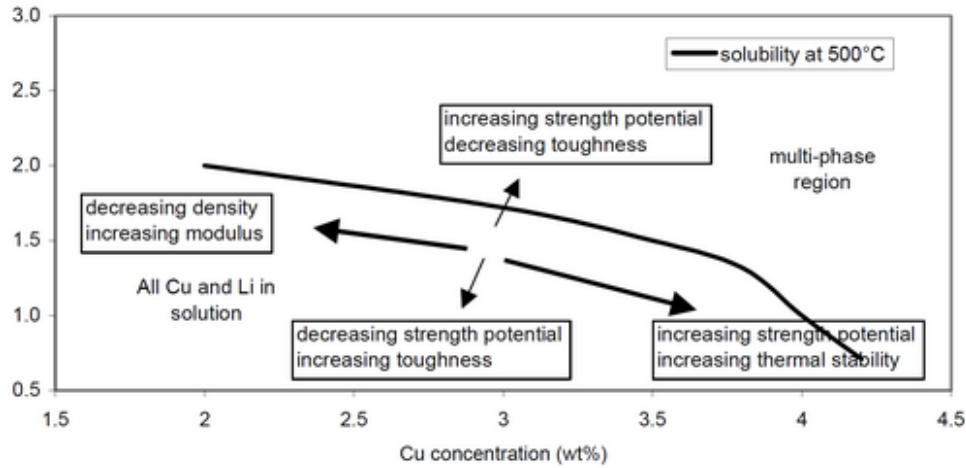 3.0
solubility at 500°C
2.5
increasing strength potential
decreasing toughness
multi-phase
region
2.0
decreasing density
increasing modulus
1.5
All Cu and Li in
solution
1.0
decreasing strength potential
increasing toughness
increasing strength potential
increasing thermal stability
0.5
1.5 2 2.5 3 3.5 4 4.5
Cu concentration (wt%)